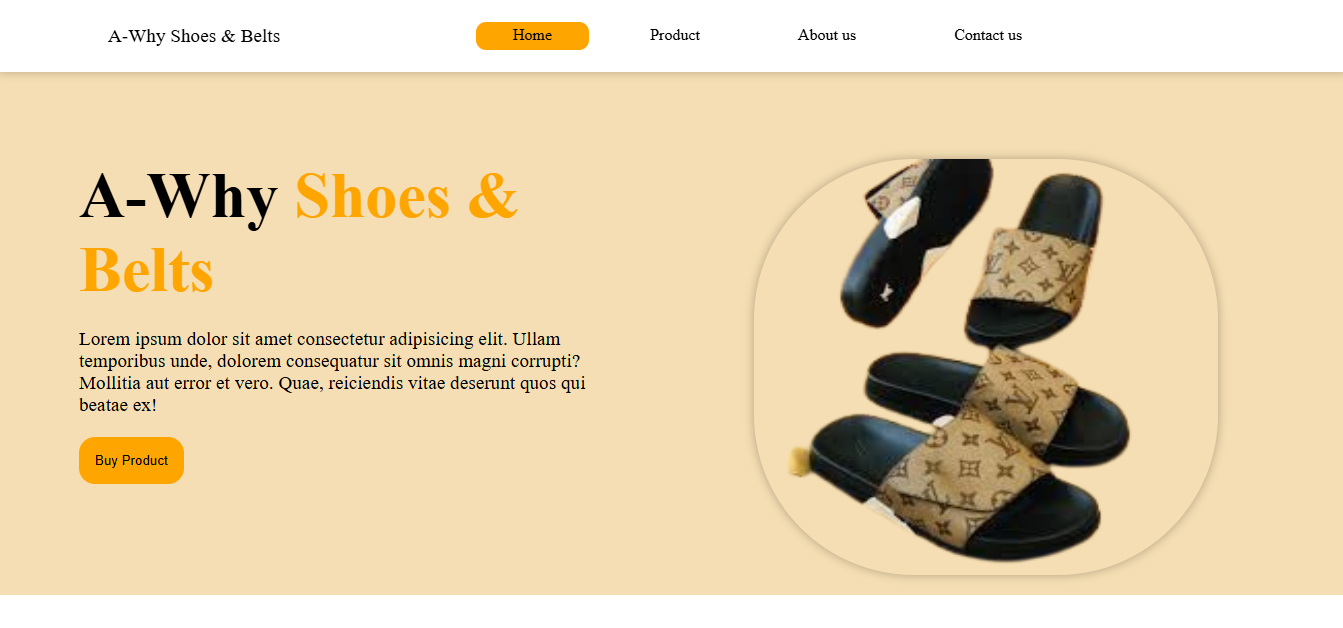 A-Why Shoes & Belts
Home
Product
About us
Contact us
A-Why Shoes &
Belts
Lorem ipsum dolor sit amet consectetur adipisicing elit. Ullam
temporibus unde, dolorem consequatur sit omnis magni corrupti?
Mollitia aut error et vero. Quae, reiciendis vitae deserunt quos qui
beatae ex!
Buy Product